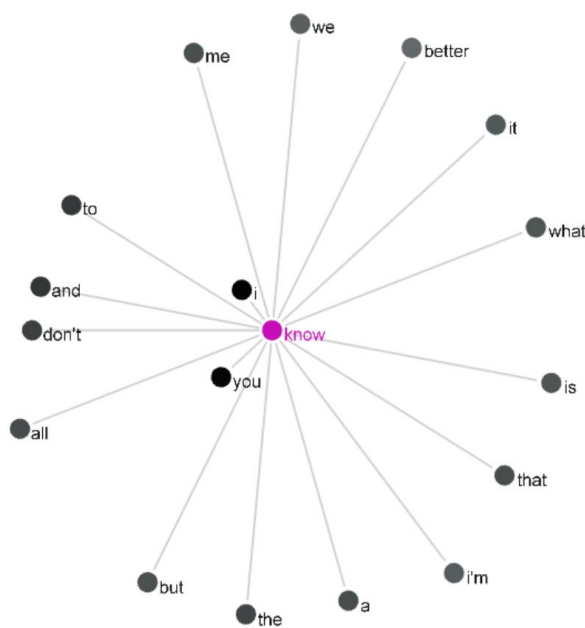 we
better
me
it
to
what
i
and
know
don't
you
is
all
that
i'm
but
a
the